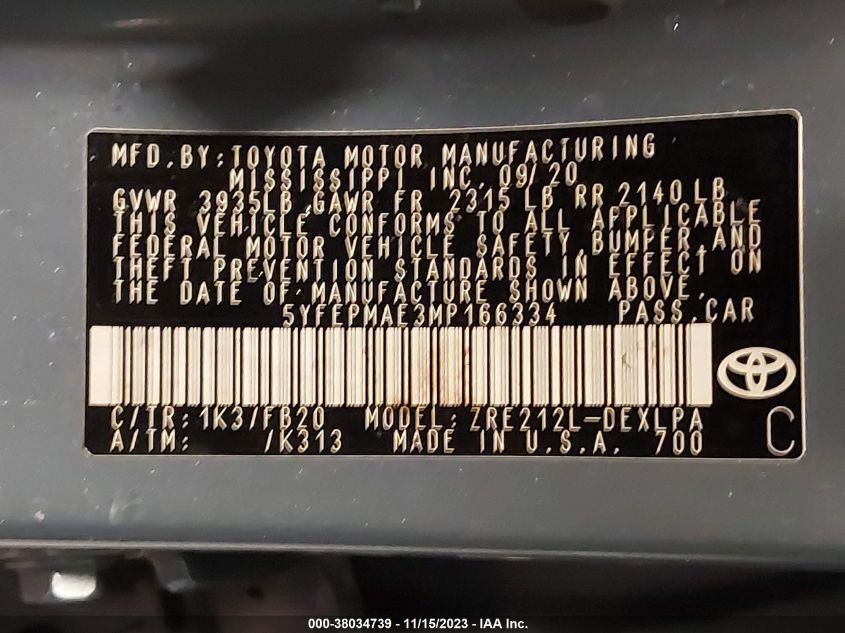 MFD.BY:TOYOTA MOTOR MANUFACTURING
MISSISSIPPI INC. 09/20
GVWR 3935LB GAWR FR 2315 LB RR 2140 LB
THIS VEHICLE CONFORMS TO ALL APPLICABLE
FEDERAL MOTOR VEHICLE SAFETY,BUMPER AND
THEFT PREVENTION STANDARDS IN EFFECT ON
THE DATE OF MANUFACTURE SHOWN ABOVE.
5YFEPMAE3MP166334 PASS.CAR
C/TR:1K3/FB20 MODEL:ZRE212L-DEXLPA
A/TM: /K313 MADE IN U.S.A. 700
C
000-38034739 - 11/15/2023 - IAA Inc.